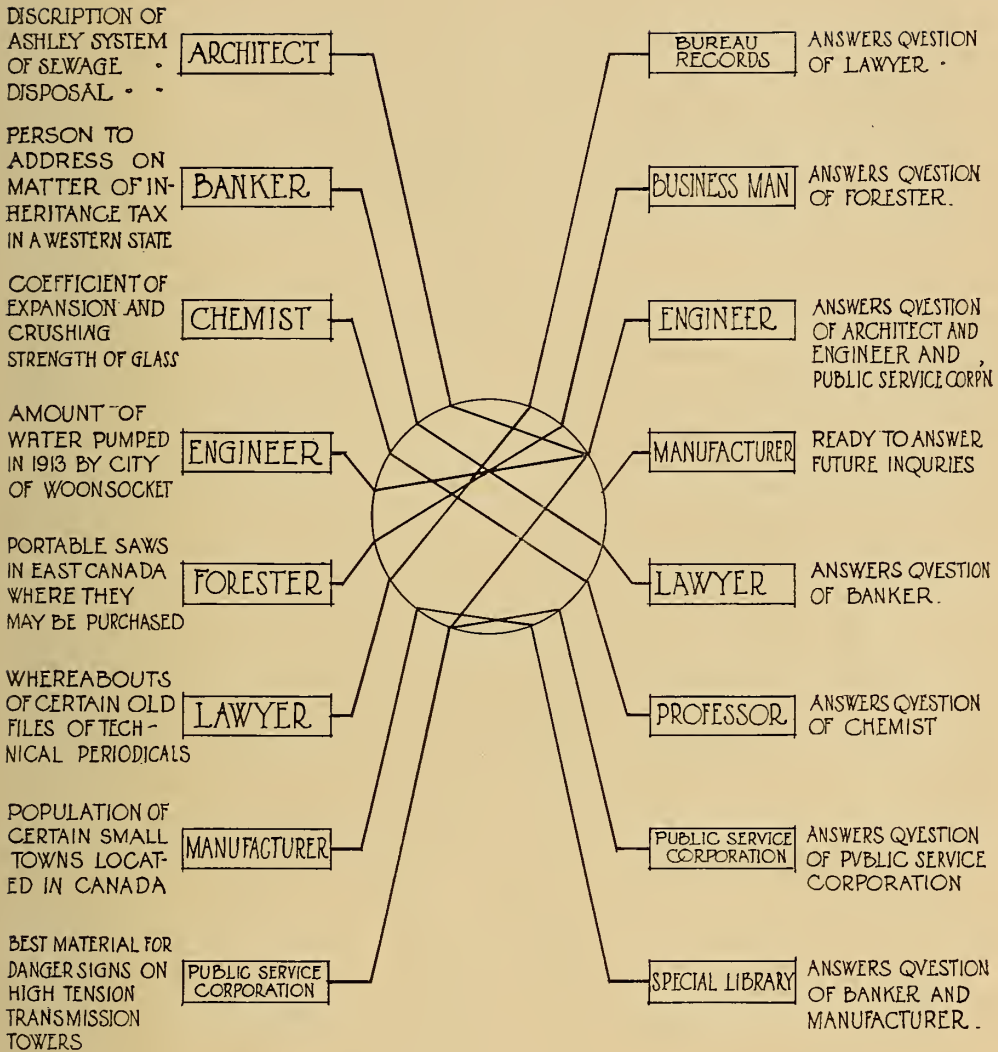 DISCRIPTION OF
ASHLEY SYSTEM
OF SEWAGE •
DISPOSAL • -
ARCHITECT
PERSON TO
ADDRESS ON
MATTER OF IN-
HERITANCE TAX
IN A WESTERN STATE
BANKER
COEFFICIENT OF
EXPANSION AND
CRUSHING
STRENGTH OF GLASS
CHEMIST
AMOUNT OF
WATER PUMPED
IN 1913 BY CITY
OF WOONSOCKET
ENGINEER
PORTABLE SAWS
IN EAST CANADA
WHERE THEY
MAY BE PURCHASED
FORESTER
WHEREABOUTS
OF CERTAIN OLD
FILES OF TECH-
NICAL PERIODICALS
LAWYER
POPULATION OF
CERTAIN SMALL
TOWNS LOCAT-
ED IN CANADA
MANUFACTURER
BEST MATERIAL FOR
DANGER SIGNS ON
HIGH TENSION
TRANSMISSION
TOWERS
PUBLIC SERVICE
CORPORATION
BUREAU
RECORDS
ANSWERS QVESTION
OF LAWYER •
BUSINESS MAN
ANSWERS QVESTION
OF FORESTER.
ENGINEER
ANSWERS QVESTION
OF ARCHITECT AND
ENGINEER AND ,
PUBLIC SERVICE CORPN
MANUFACTURER
READY TO ANSWER
FUTURE INQURIES
LAWYER
ANSWERS QVESTION
OF BANKER.
PROFESSOR
ANSWERS QVESTION
OF CHEMIST
PUBLIC SERVICE
CORPORATION
ANSWERS QVESTION
OF PVBLIC SERVICE
CORPORATION
SPECIAL LIBRARY
ANSWERS QVESTION
OF BANKER AND
MANUFACTURER.